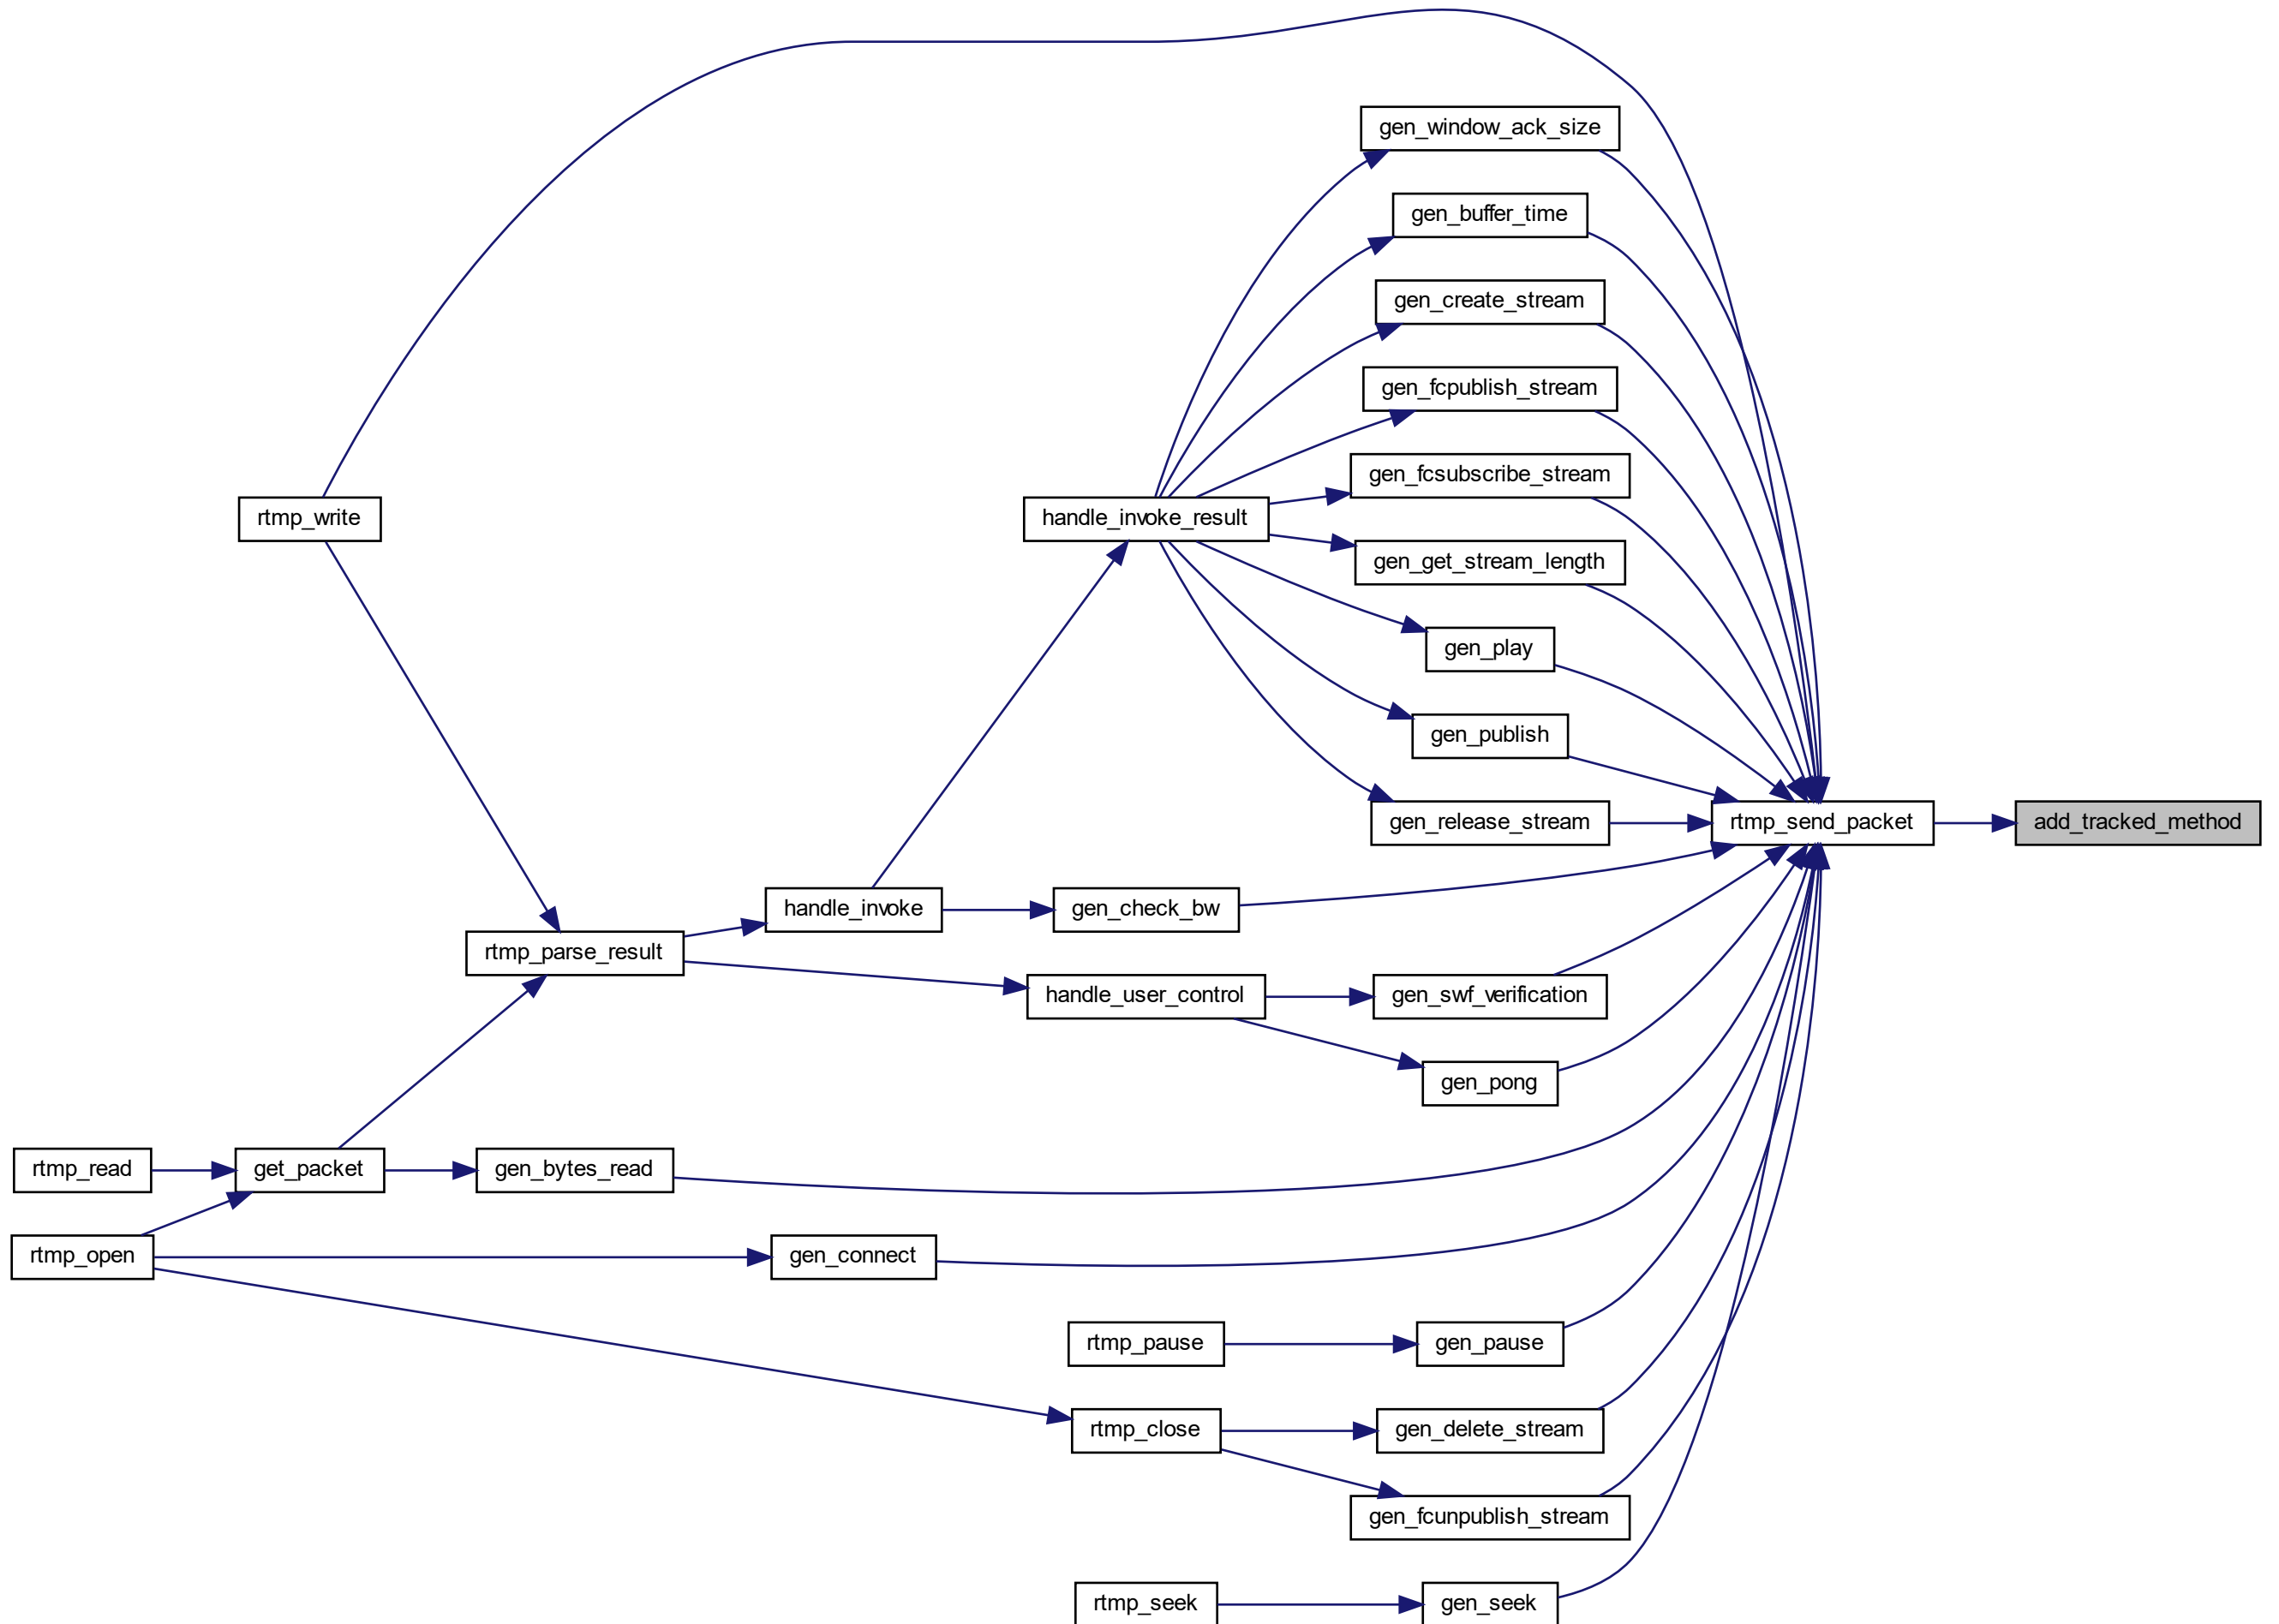 gen_window_ack_size
gen_buffer_time
gen_create_stream
gen_fcpublish_stream
gen_fcsubscribe_stream
rtmp_write
handle_invoke_result
gen_get_stream_length
gen_play
gen_publish
gen_release_stream
rtmp_send_packet
add_tracked_method
handle_invoke
gen_check_bw
rtmp_parse_result
handle_user_control
gen_swf_verification
gen_pong
rtmp_read
get_packet
gen_bytes_read
rtmp_open
gen_connect
rtmp_pause
gen_pause
rtmp_close
gen_delete_stream
gen_fcunpublish_stream
rtmp_seek
gen_seek